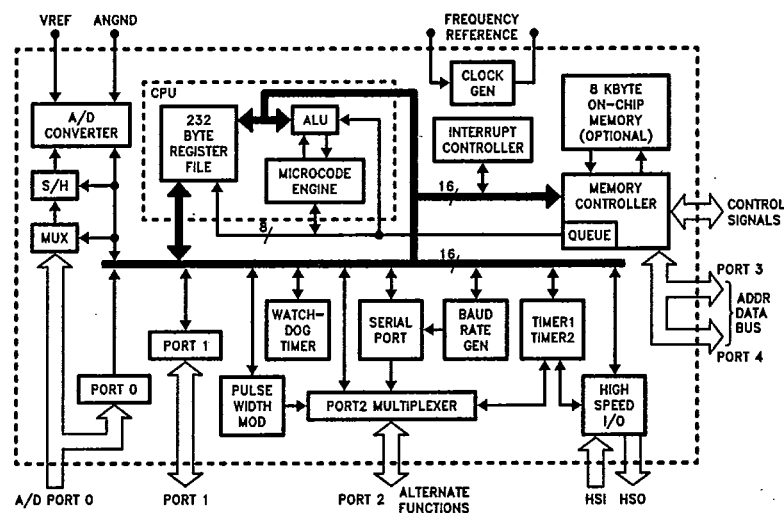 VREF
ANGND
FREQUENCY
REFERENCE
CPU
A/D
CONVERTER
S/H
MUX
232
BYTE
REGISTER
FILE
ALU
MICROCODE
ENGINE
CLOCK
GEN
INTERRUPT
CONTROLLER
8 KBYTE
ON-CHIP
MEMORY
(OPTIONAL)
MEMORY
CONTROLLER
QUEUE
CONTROL
SIGNALS
16
8
16
PORT 3
ADDR
DATA
BUS
PORT 4
WATCH-
DOG
TIMER
SERIAL
PORT
BAUD
RATE
GEN
TIMER1
TIMER2
PORT 1
PORT 0
PULSE
WIDTH
MOD
PORT2 MULTIPLEXER
HIGH
SPEED
I/O
A/D PORT 0
PORT 1
PORT 2
ALTERNATE
FUNCTIONS
HSI
HSO